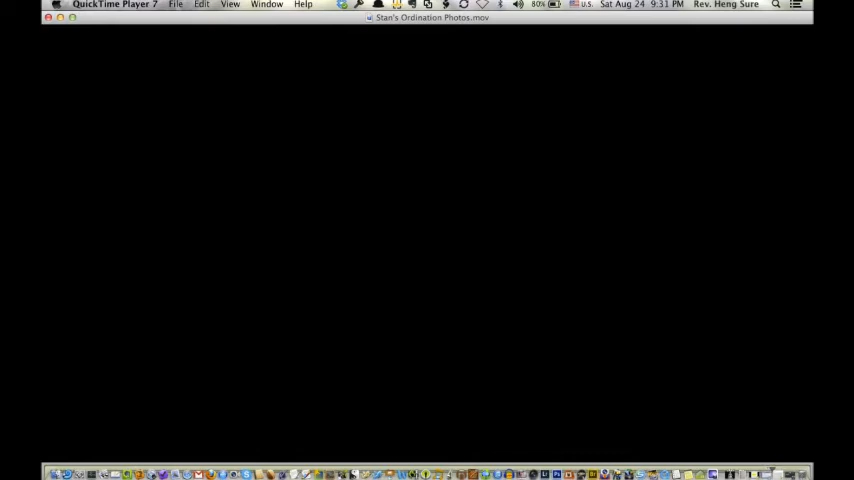 QuickTime Player 7 File Edit View Window Help 80% U.S. Sat Aug 24 9:31 PM Rev. Heng Sure
Stan's Ordination Photos.mov